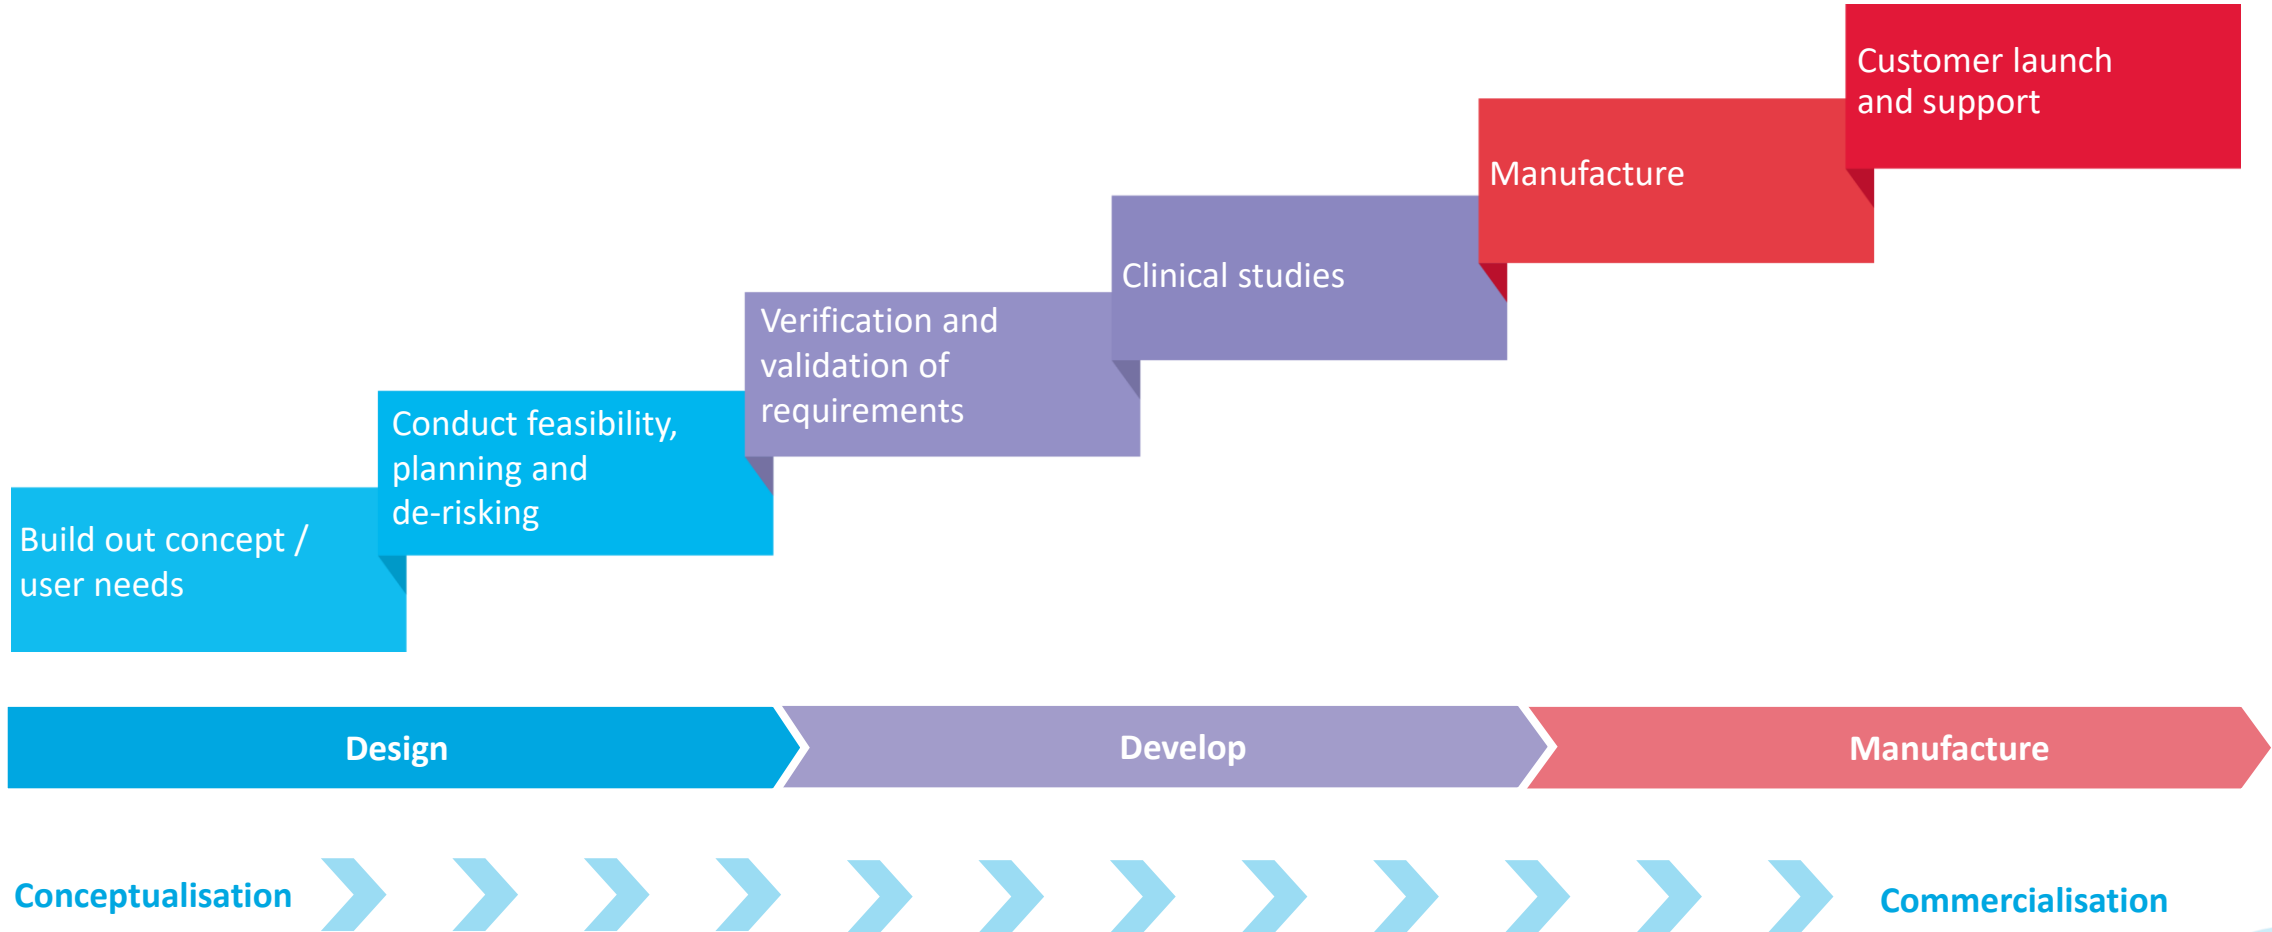 Build out concept /
user needs
Conduct feasibility,
planning and
de-risking
Verification and
validation of
requirements
Clinical studies
Manufacture
Customer launch
and support
Design
Develop
Manufacture
Conceptualisation
Commercialisation